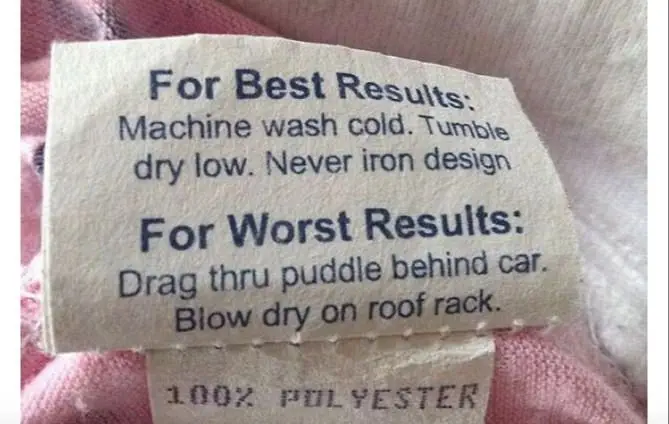 For Best Results:
Machine wash cold. Tumble
dry low. Never iron design
For Worst Results:
Drag thru puddle behind car.
Blow dry on roof rack.
100% POLYESTER